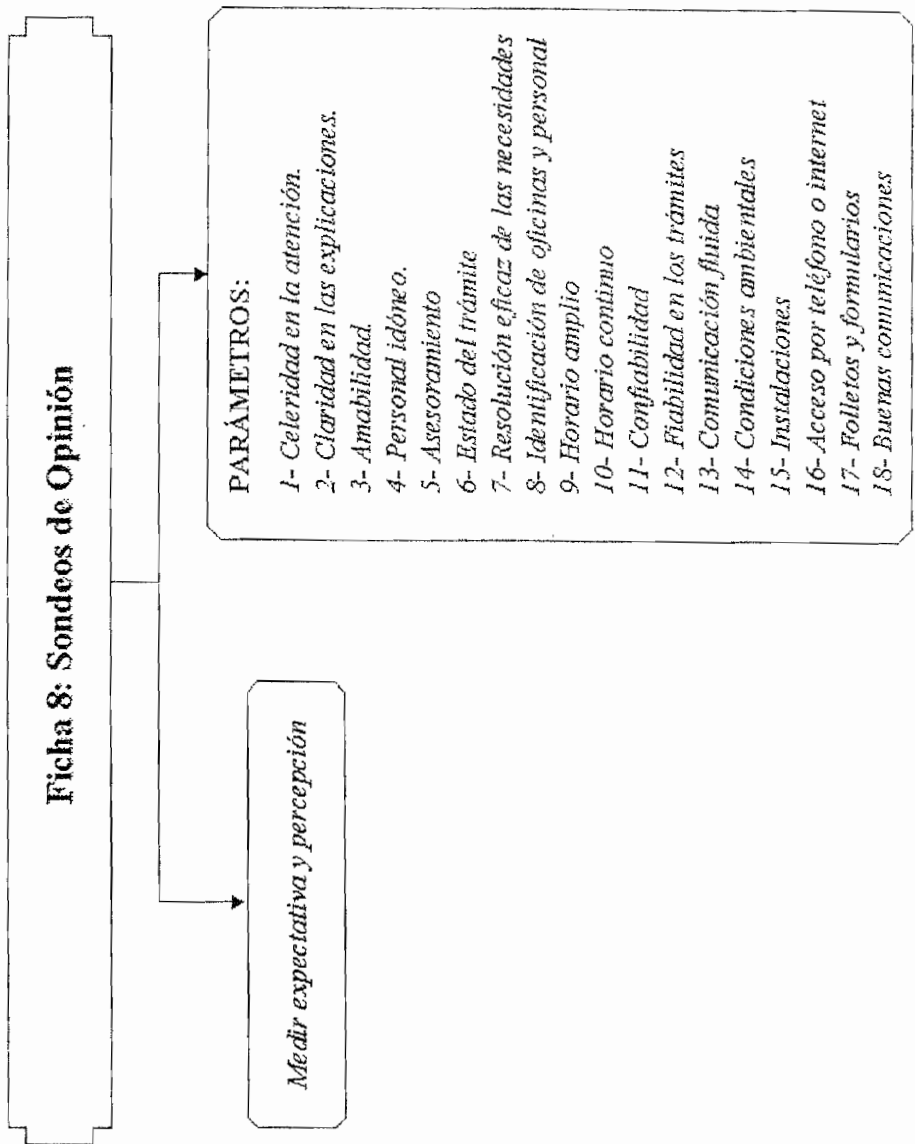 Ficha 8: Sondeos de Opinión
Medir expectativa y percepción
PARÁMETROS:
1- Celeridad en la atención.
2- Claridad en las explicaciones.
3- Amabilidad.
4- Personal idóneo.
5- Asesoramiento
6- Estado del trámite
7- Resolución eficaz de las necesidades
8- Identificación de oficinas y personal
9- Horario amplio
10- Horario continuo
11- Confiabilidad
12- Fiabilidad en los trámites
13- Comunicación fluida
14- Condiciones ambientales
15- Instalaciones
16- Acceso por teléfono o internet
17- Folletos y formularios
18- Buenas comunicaciones